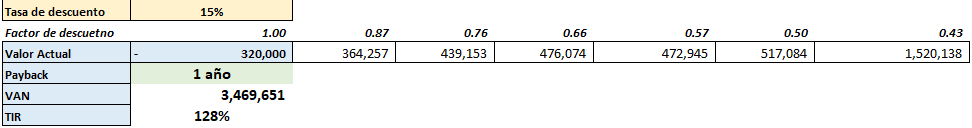 Tasa de descuento 15%
Factor de descuetno 1.00 0.87 0.76 0.66 0.57 0.50 0.43
Valor Actual - 320,000 364,257 439,153 476,074 472,945 517,084 1,520,138
Payback 1 año
VAN 3,469,651
TIR 128%